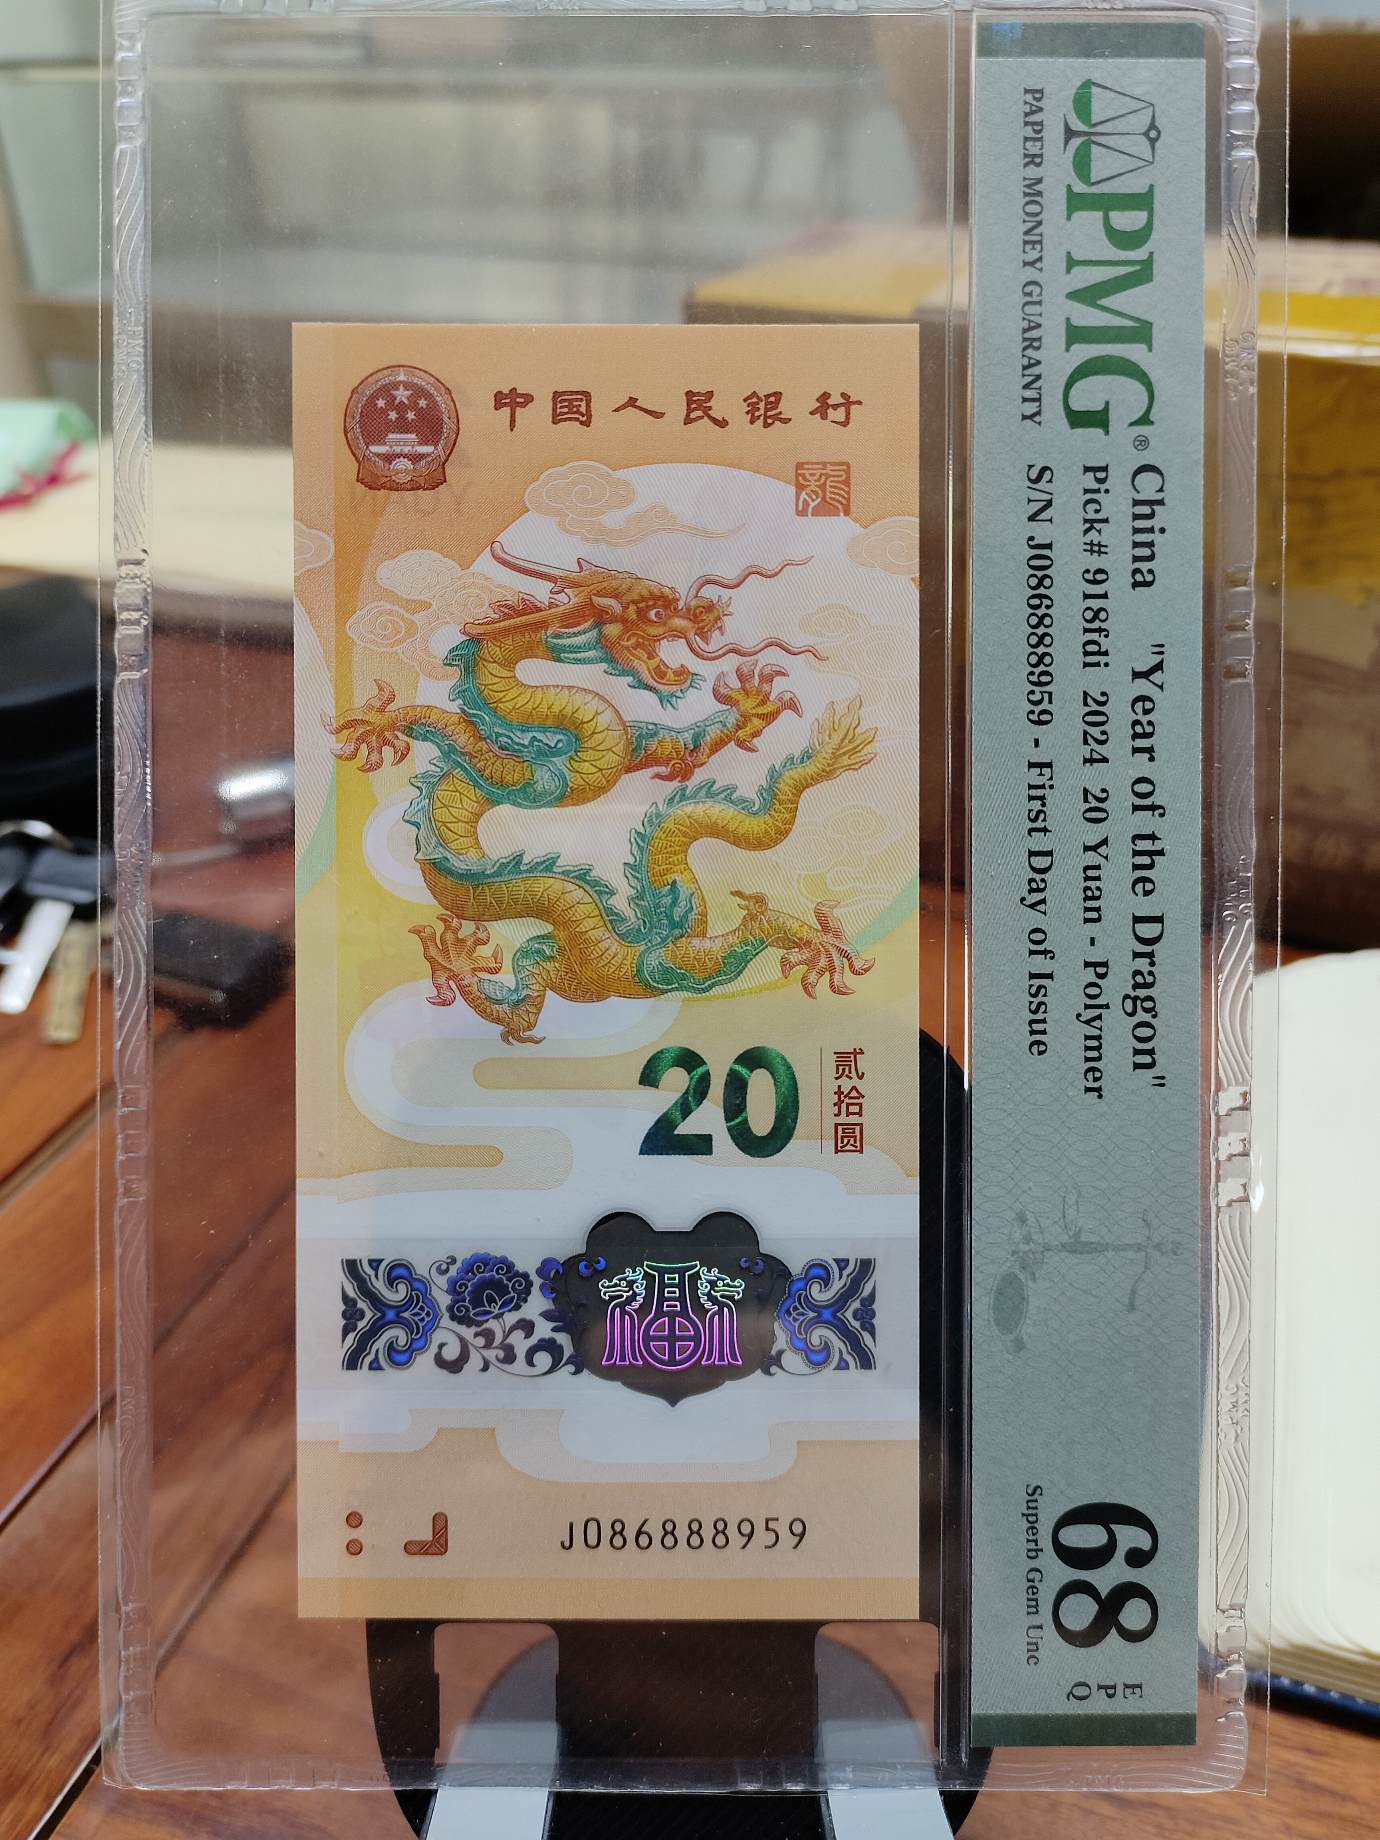 中国人民银行
龍
20
贰拾圆
J086888959
PMG®
PAPER MONEY GUARANTY
China "Year of the Dragon"
Pick# 918fdi 2024 20 Yuan - Polymer
S/N J086888959 - First Day of Issue
68 EPQ
Superb Gem Unc